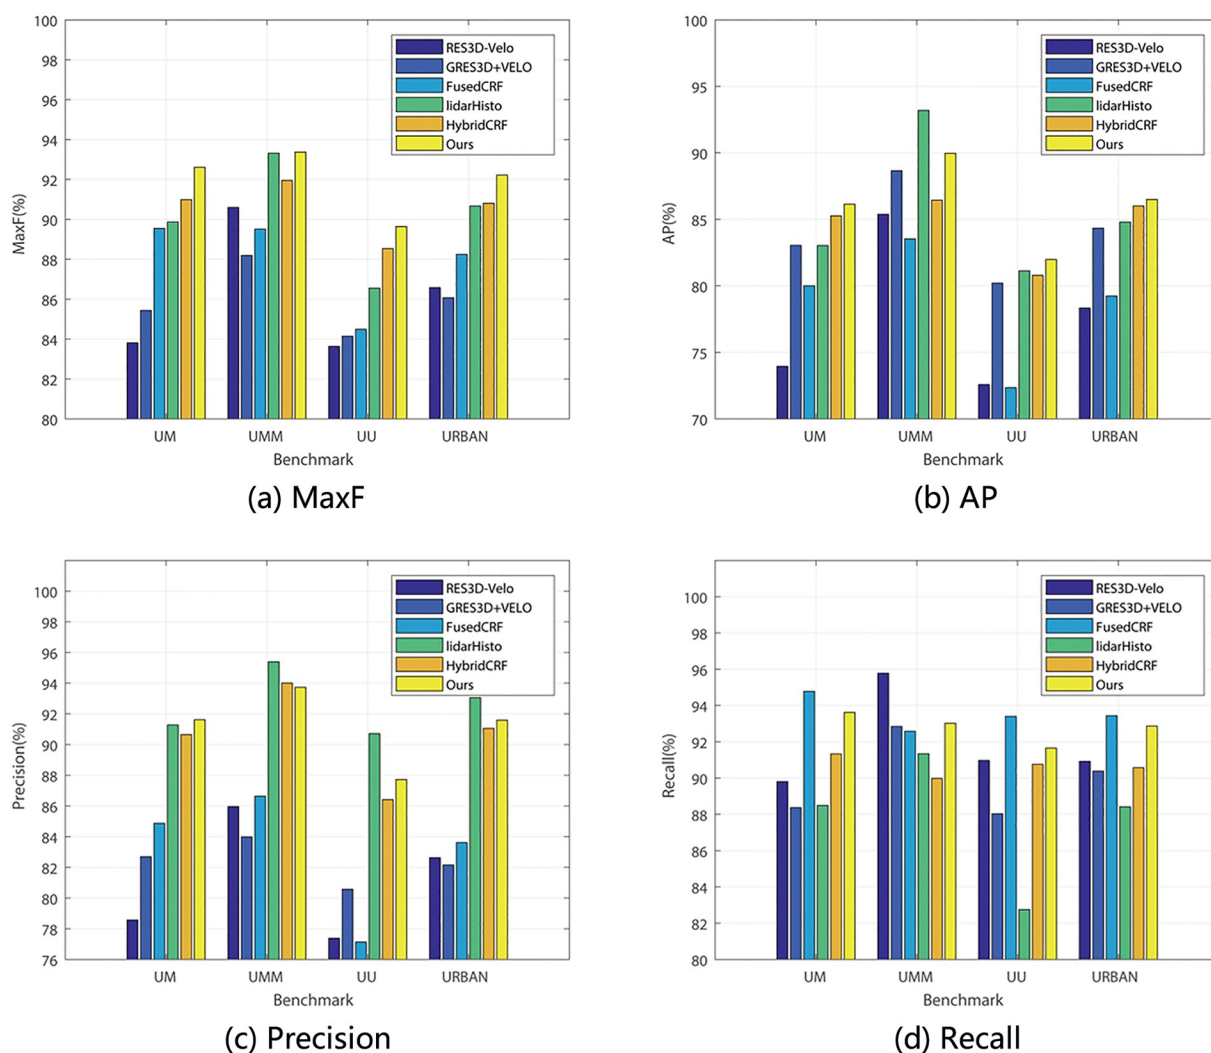 100
98
96
94
92
90
88
86
84
82
80
MaxF(%)
RES3D-Velo
GRES3D+VELO
FusedCRF
lidarHisto
HybridCRF
Ours
UM UMM UU URBAN
Benchmark
(a) MaxF
100
95
90
85
80
75
70
AP(%)
RES3D-Velo
GRES3D+VELO
FusedCRF
lidarHisto
HybridCRF
Ours
UM UMM UU URBAN
Benchmark
(b) AP
100
98
96
94
92
90
88
86
84
82
80
78
76
Precision(%)
RES3D-Velo
GRES3D+VELO
FusedCRF
lidarHisto
HybridCRF
Ours
UM UMM UU URBAN
Benchmark
(c) Precision
100
98
96
94
92
90
88
86
84
82
80
Recall(%)
RES3D-Velo
GRES3D+VELO
FusedCRF
lidarHisto
HybridCRF
Ours
UM UMM UU URBAN
Benchmark
(d) Recall